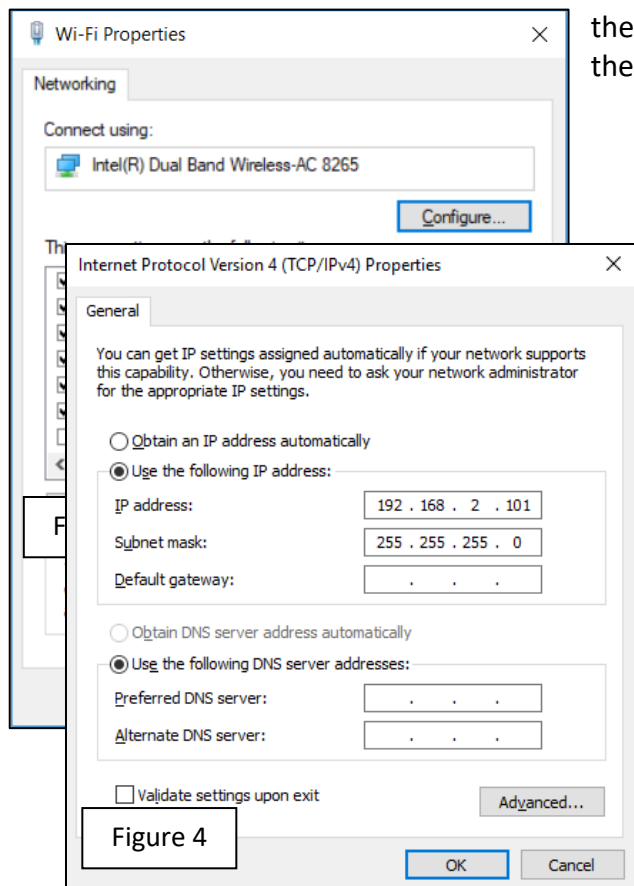 the
the
Wi-Fi Properties
Networking
Connect using:
Intel(R) Dual Band Wireless-AC 8265
Configure...
Internet Protocol Version 4 (TCP/IPv4) Properties
General
You can get IP settings assigned automatically if your network supports
this capability. Otherwise, you need to ask your network administrator
for the appropriate IP settings.
Obtain an IP address automatically
Use the following IP address:
IP address: 192 . 168 . 2 . 101
Subnet mask: 255 . 255 . 255 . 0
Default gateway: . . .
Obtain DNS server address automatically
Use the following DNS server addresses:
Preferred DNS server: . . .
Alternate DNS server: . . .
Validate settings upon exit
Advanced...
Figure 4
OK Cancel